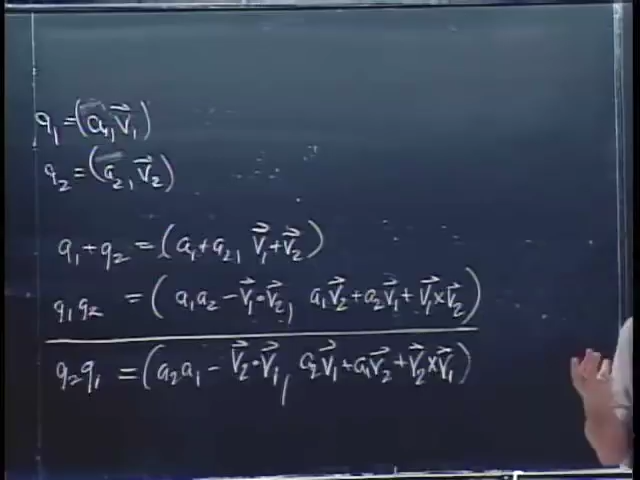 q₁ = (a₁, v⃗₁)
q₂ = (a₂, v⃗₂)
q₁ + q₂ = (a₁ + a₂, v⃗₁ + v⃗₂)
q₁q₂ = (a₁a₂ − v⃗₁·v⃗₂, a₁v⃗₂ + a₂v⃗₁ + v⃗₁×v⃗₂)
q₂q₁ = (a₂a₁ − v⃗₂·v⃗₁, a₂v⃗₁ + a₁v⃗₂ + v⃗₂×v⃗₁)